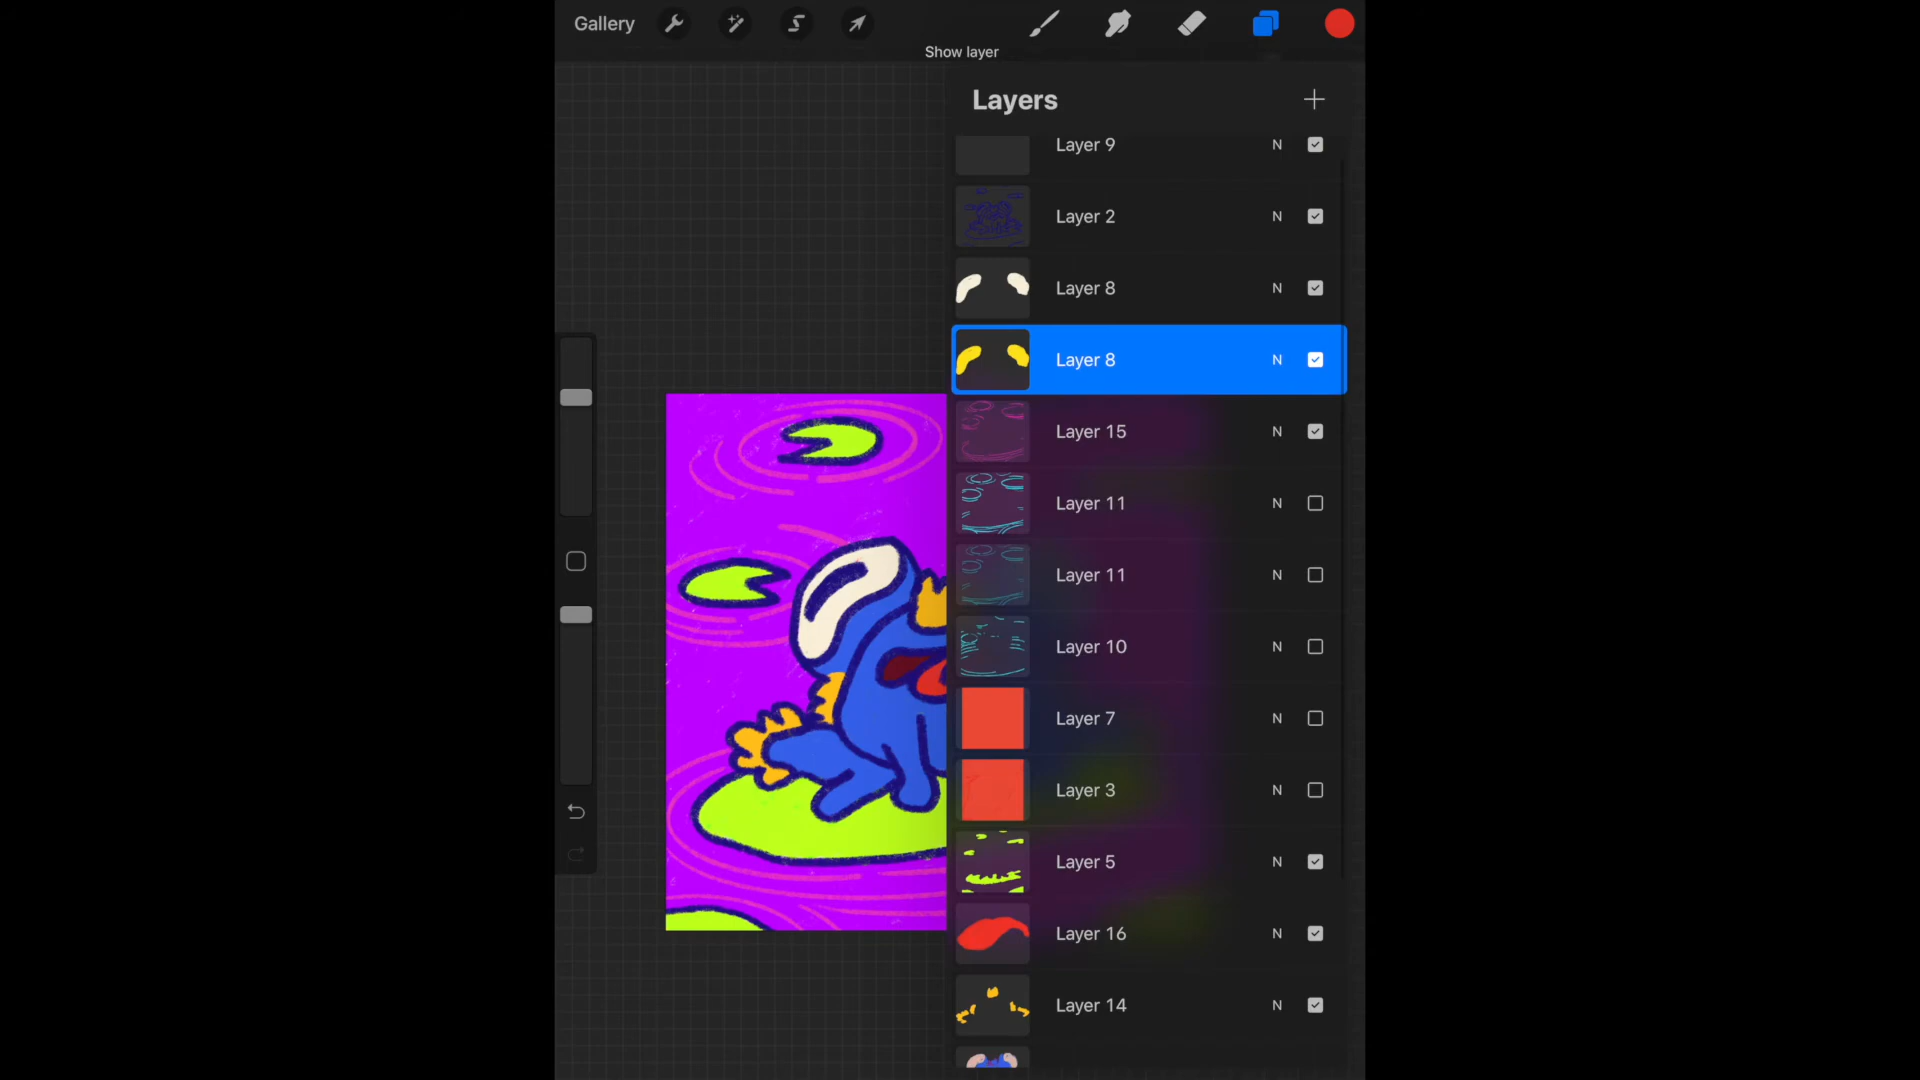 Gallery
Show layer
Layers
Layer 9 N
Layer 2 N
Layer 8 N
Layer 8 N
Layer 15 N
Layer 11 N
Layer 11 N
Layer 10 N
Layer 7 N
Layer 3 N
Layer 5 N
Layer 16 N
Layer 14 N